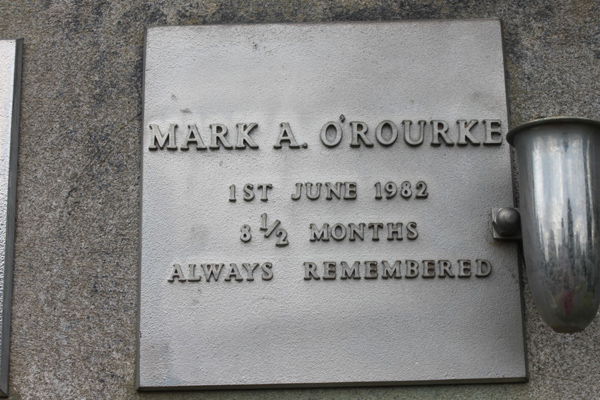 MARK A. O'ROURKE
1ST JUNE 1982
8 1/2 MONTHS
ALWAYS REMEMBERED